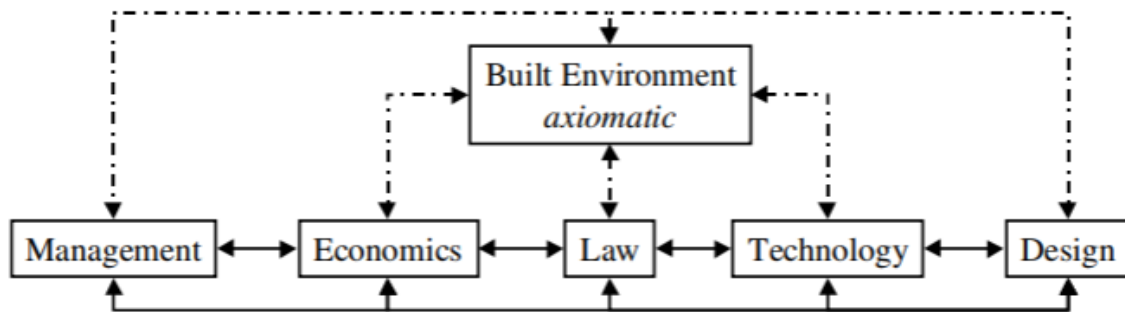 Built Environment
axiomatic
Management
Economics
Law
Technology
Design